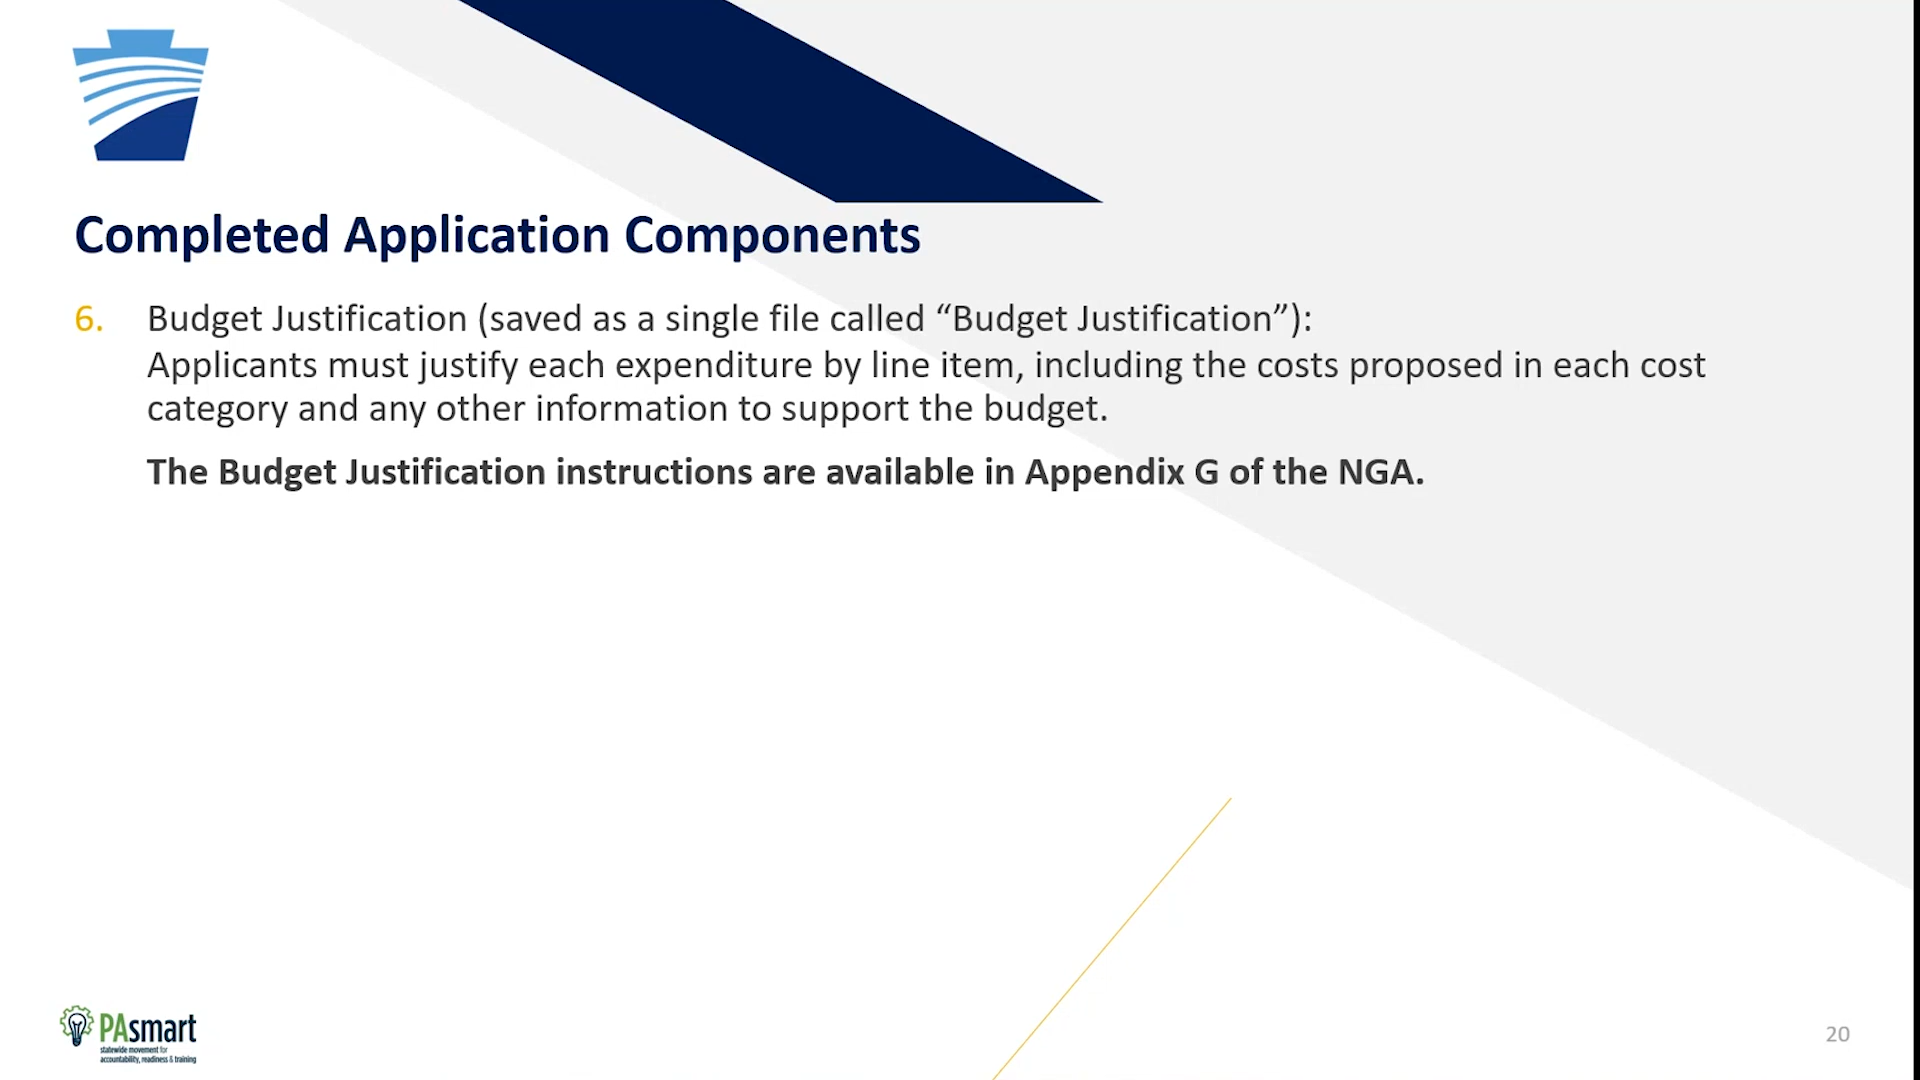 Completed Application Components
6. Budget Justification (saved as a single file called “Budget Justification”):
Applicants must justify each expenditure by line item, including the costs proposed in each cost
category and any other information to support the budget.
The Budget Justification instructions are available in Appendix G of the NGA.
PAsmart
statewide movement for
accountability, readiness & training
20